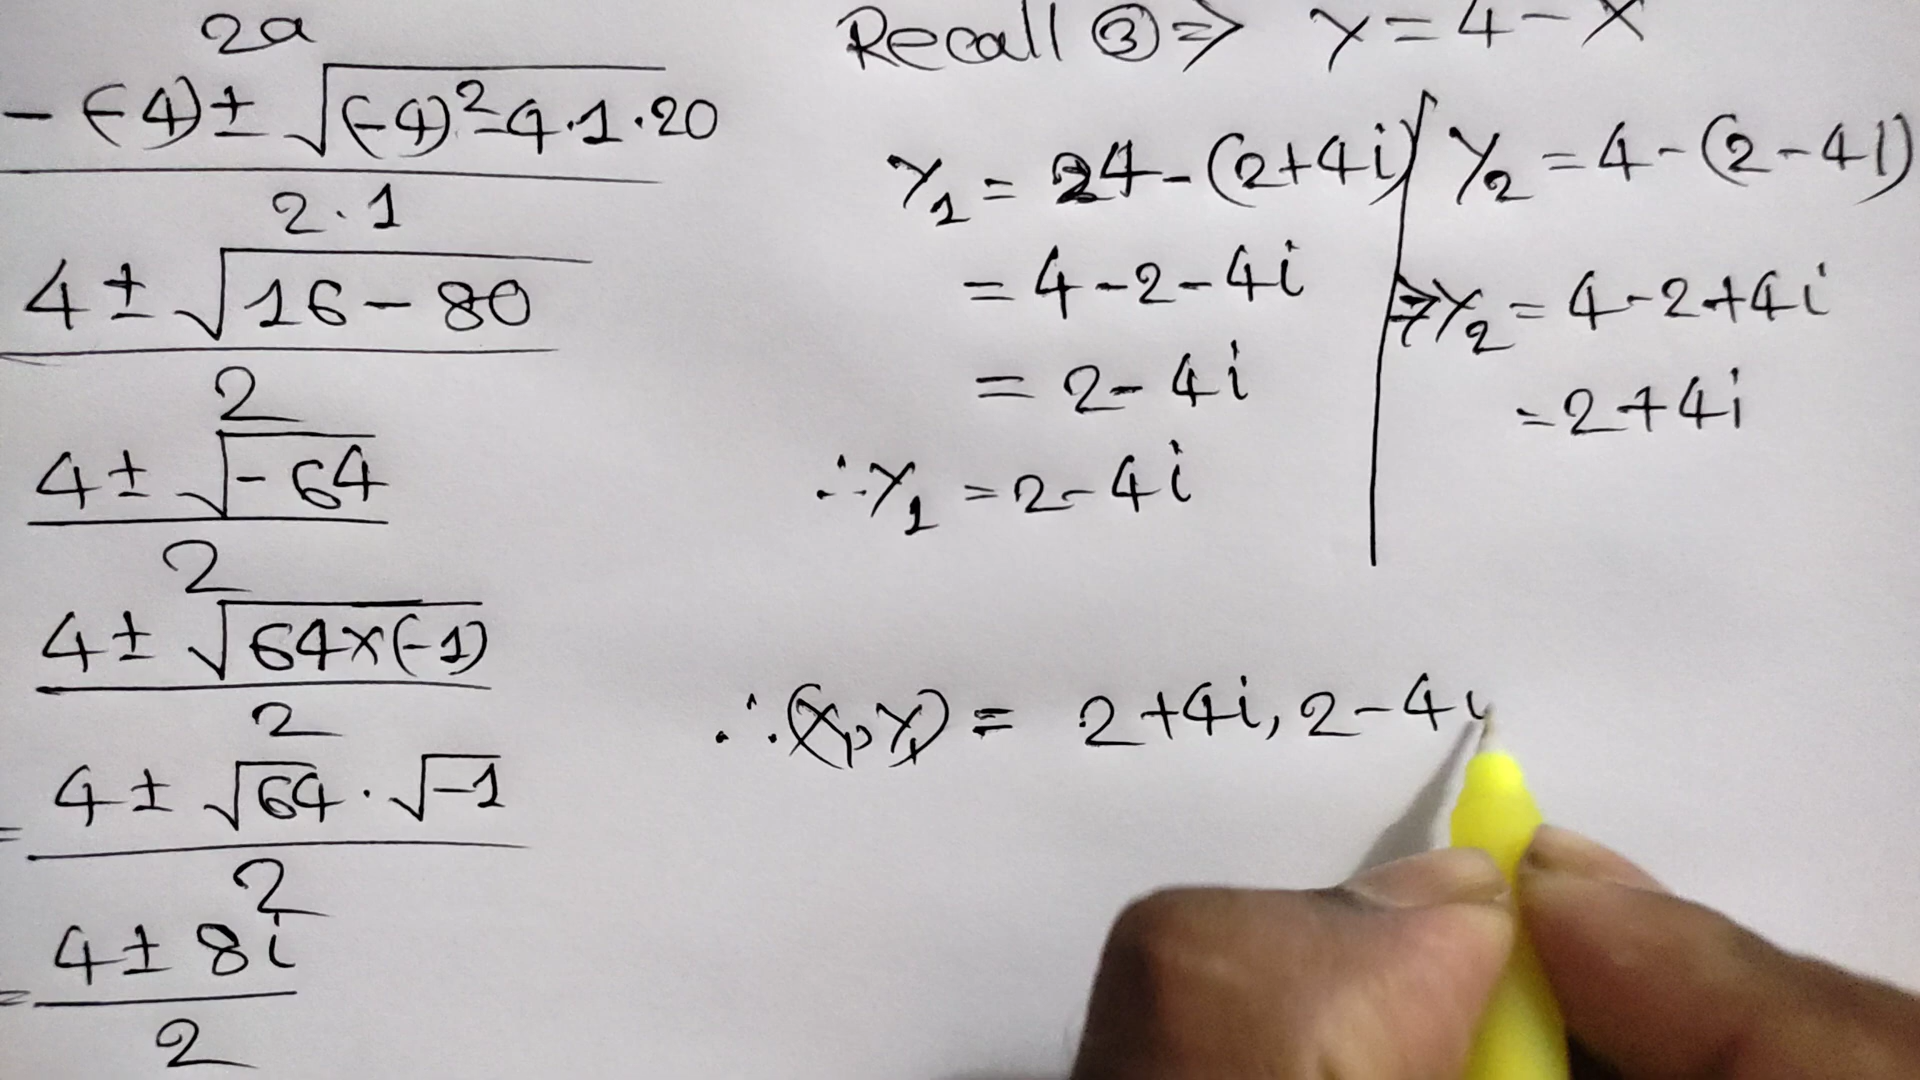 2a
-(-4)±√(-4)²-4·1·20
2·1
4±√16-80
2
4±√-64
2
4±√64×(-1)
2
=4±√64·√-1
2
=4±8i
2
Recall ③⇒ y=4-x
y₁=24-(2+4i)
=4-2-4i
=2-4i
∴y₁=2-4i
y₂=4-(2-4i)
⇒y₂=4-2+4i
=2+4i
∴(x₁,y₁)= 2+4i, 2-4i